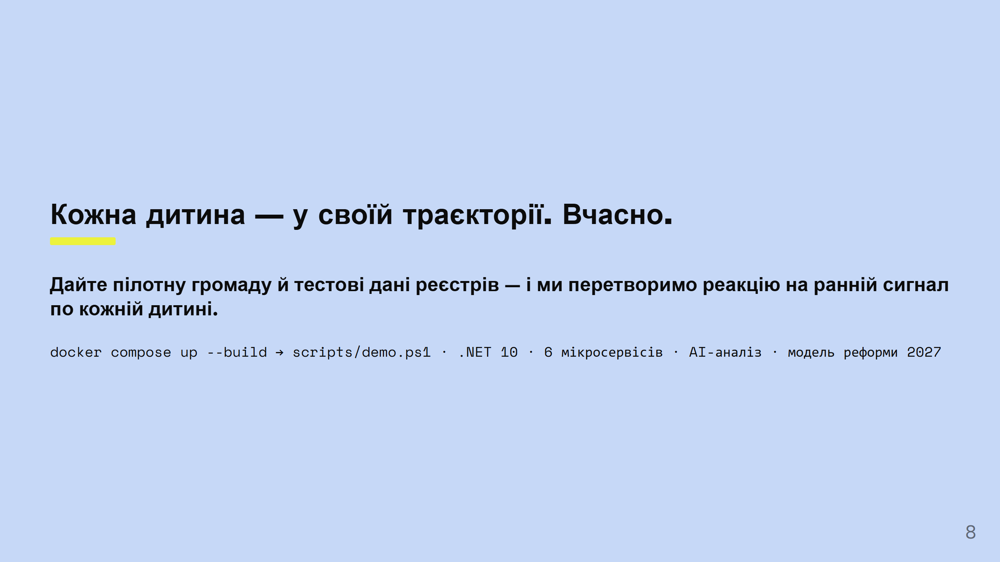 Кожна дитина — у своїй траєкторії. Вчасно.
Дайте пілотну громаду й тестові дані реєстрів — і ми перетворимо реакцію на ранній сигнал
по кожній дитині.
docker compose up --build → scripts/demo.ps1 · .NET 10 · 6 мікросервісів · AI-аналіз · модель реформи 2027
8